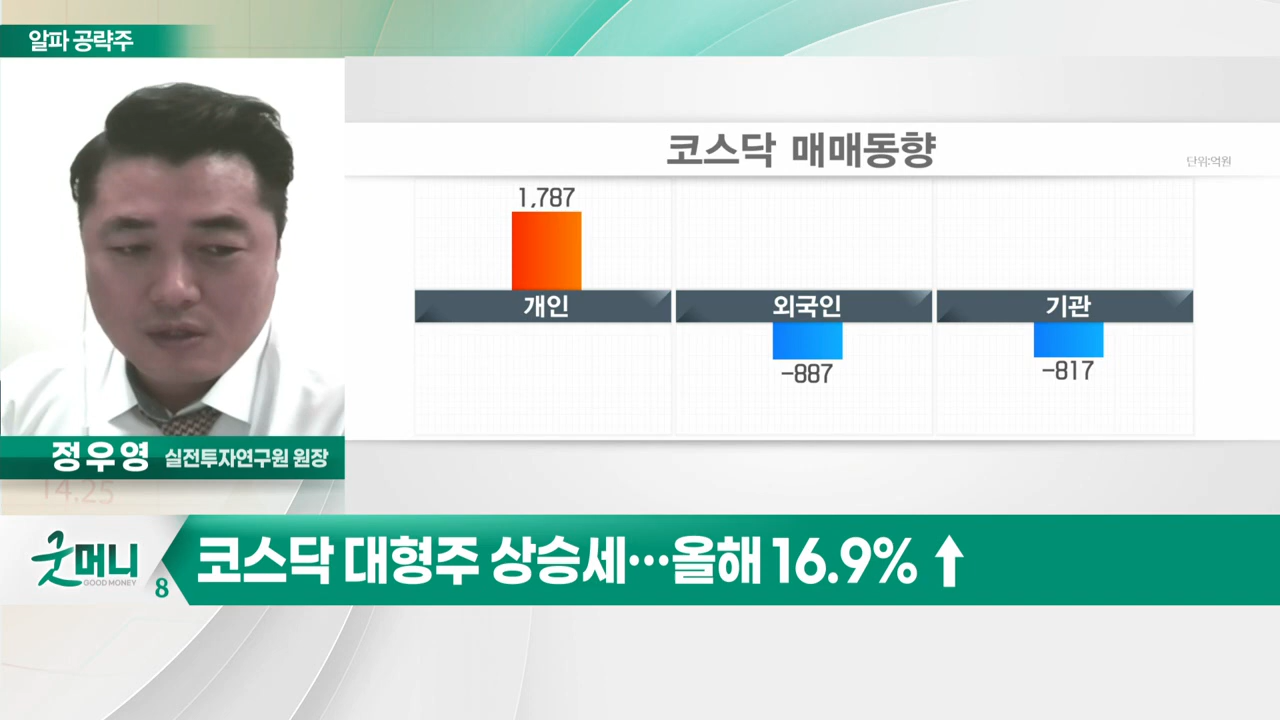 알파 공략주
코스닥 매매동향
단위:억원
1,787
개인
외국인
기관
-887
-817
정우영 실전투자연구원 원장
14.25
굿머니
GOOD MONEY
8
코스닥 대형주 상승세…올해 16.9% ↑